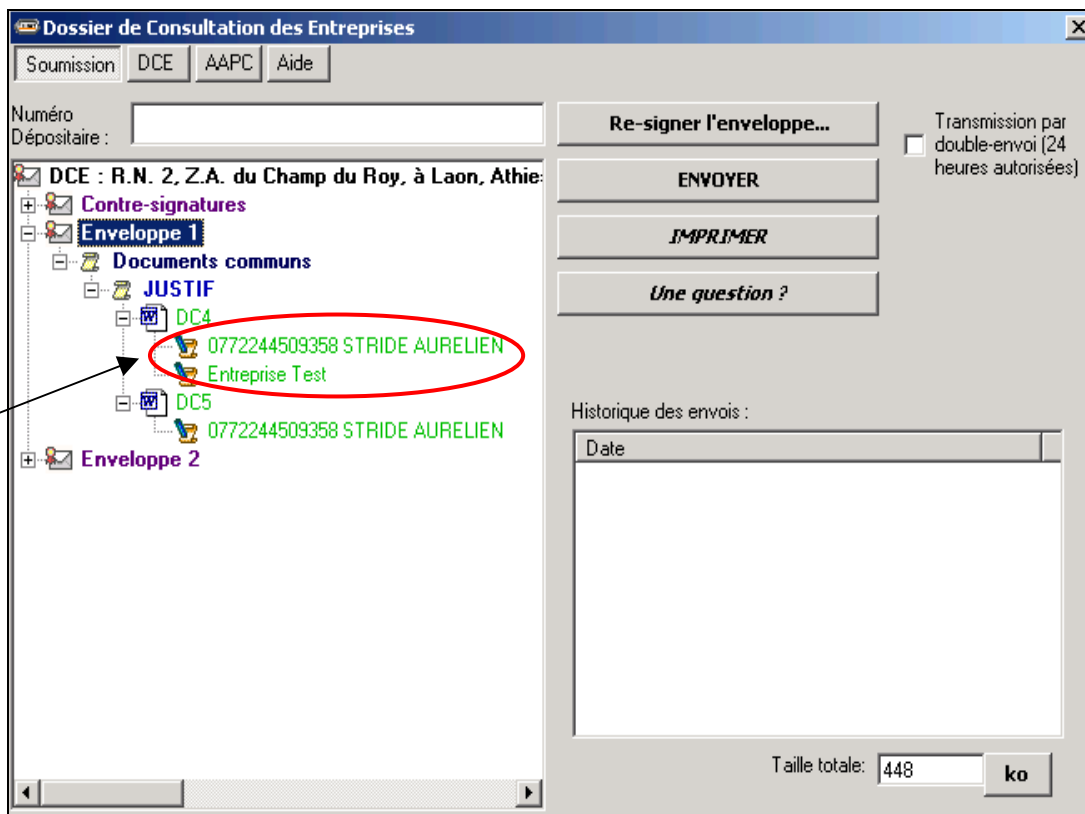 Dossier de Consultation des Entreprises
Soumission DCE AAPC Aide
Numéro
Dépositaire :
DCE : R.N. 2, Z.A. du Champ du Roy, à Laon, Athie
Contre-signatures
Enveloppe 1
Documents communs
JUSTIF
DC4
0772244509358 STRIDE AURELIEN
Entreprise Test
DC5
0772244509358 STRIDE AURELIEN
Enveloppe 2
Re-signer l'enveloppe...
ENVOYER
IMPRIMER
Une question ?
Transmission par
double-envoi (24
heures autorisées)
Historique des envois :
Date
Taille totale: 448 ko